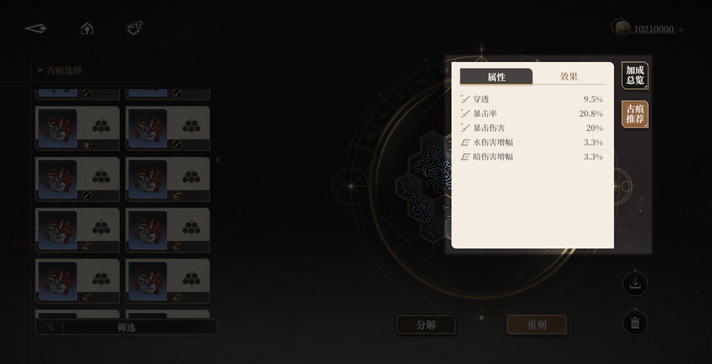 10210000
古痕选择
属性
效果
加成
总览
穿透 9.5%
暴击率 20.8%
暴击伤害 20%
水伤害增幅 3.3%
暗伤害增幅 3.3%
古痕
推荐
筛选
分解
重刻